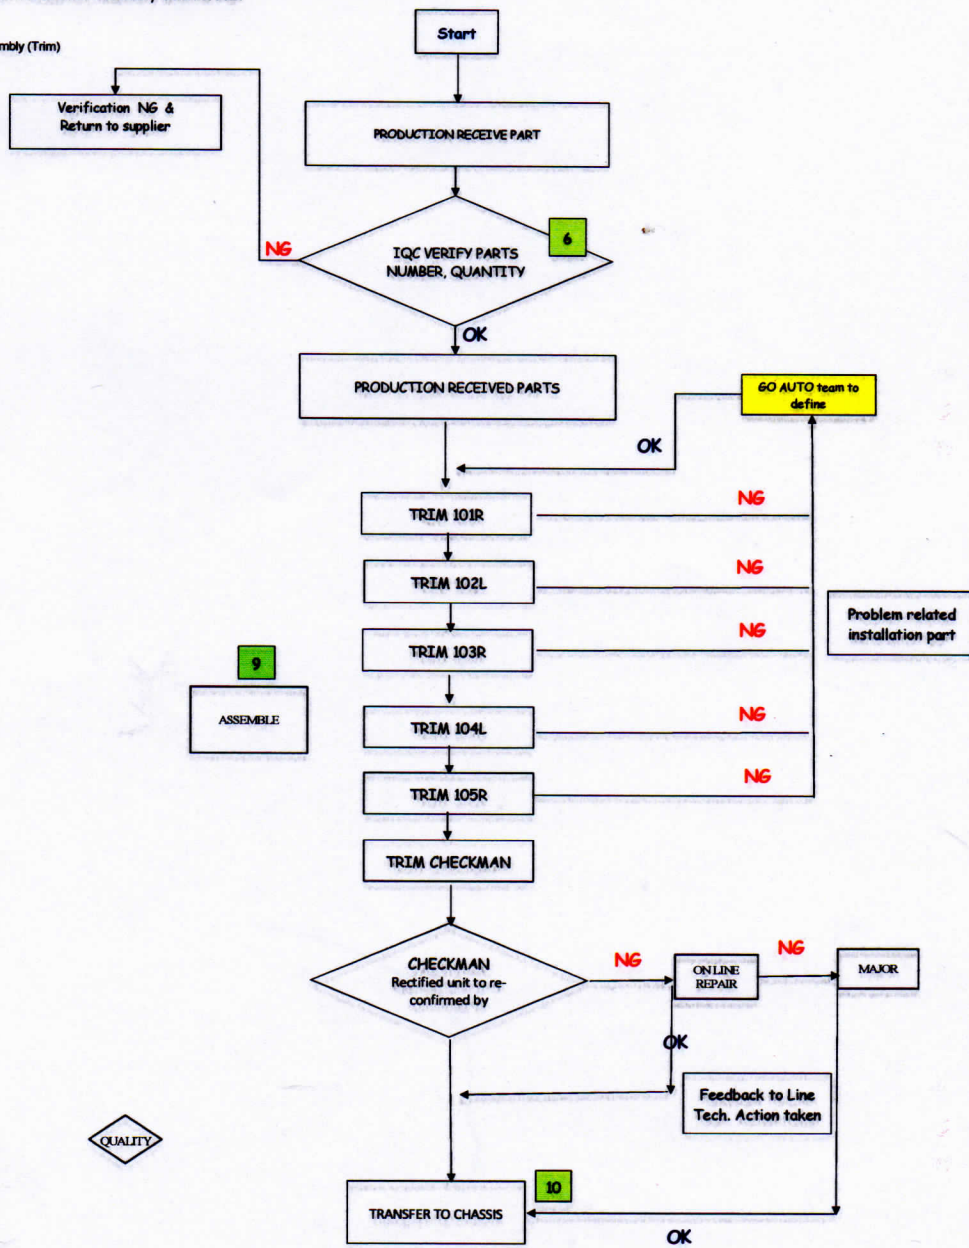 mbly (Trim)
Start
Verification NG &
Return to supplier
PRODUCTION RECEIVE PART
NG
IQC VERIFY PARTS
NUMBER, QUANTITY
6
OK
PRODUCTION RECEIVED PARTS
GO AUTO team to
define
OK
TRIM 101R
NG
TRIM 102L
NG
Problem related
installation part
TRIM 103R
NG
9
ASSEMBLE
TRIM 104L
NG
TRIM 105R
NG
TRIM CHECKMAN
CHECKMAN
Rectified unit to re-
confirmed by
NG
ON LINE
REPAIR
NG
MAJOR
OK
Feedback to Line
Tech. Action taken
QUALITY
10
TRANSFER TO CHASSIS
OK